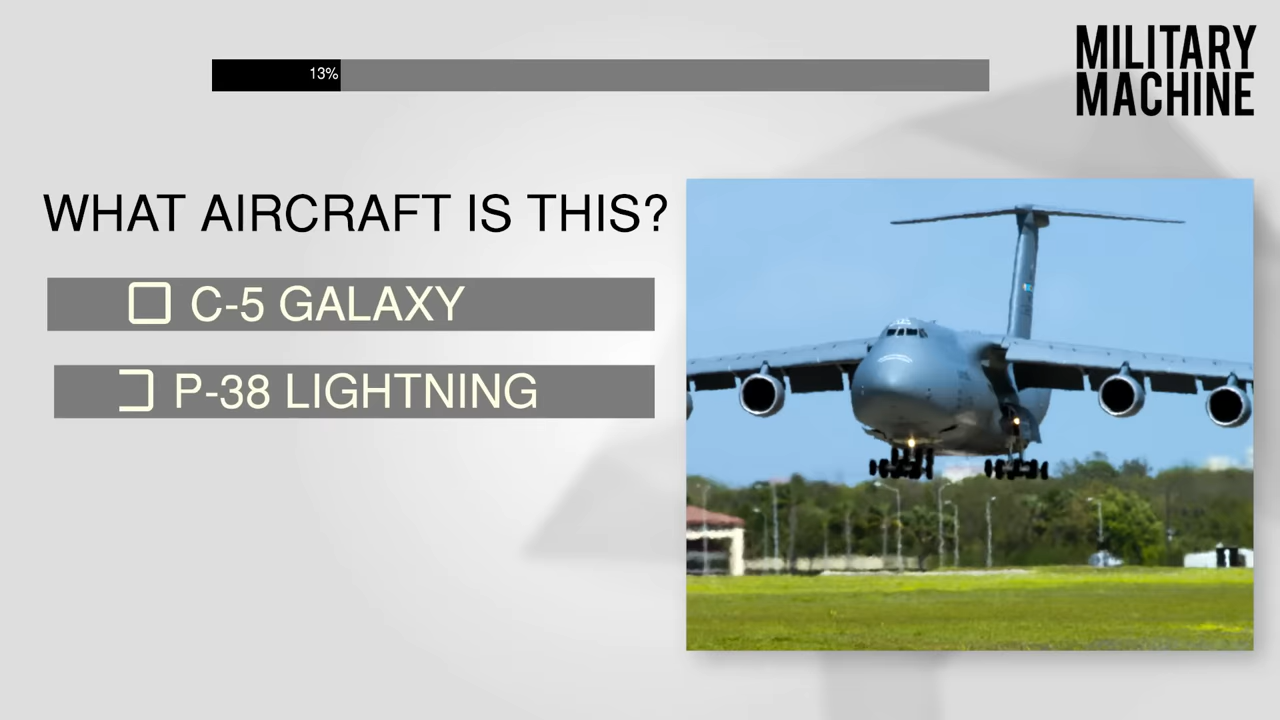 13%
MILITARY
MACHINE
WHAT AIRCRAFT IS THIS?
C-5 GALAXY
P-38 LIGHTNING